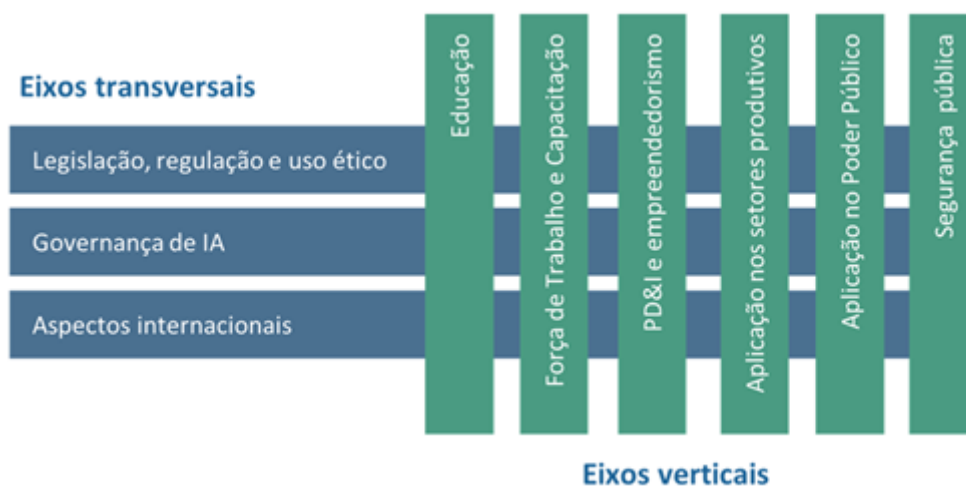 Eixos transversais
Legislação, regulação e uso ético
Governança de IA
Aspectos internacionais
Educação
Força de Trabalho e Capacitação
PD&I e empreendedorismo
Aplicação nos setores produtivos
Aplicação no Poder Público
Segurança pública
Eixos verticais